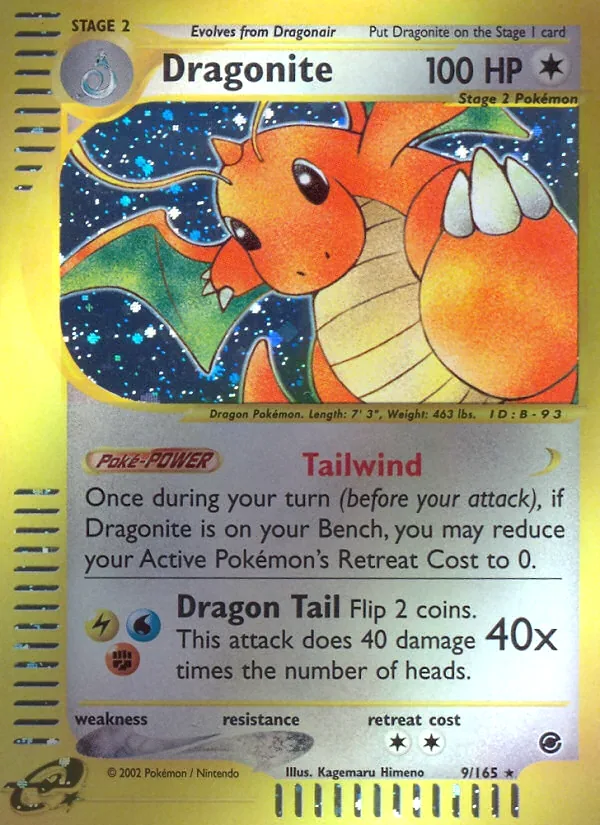 STAGE 2
Evolves from Dragonair
Put Dragonite on the Stage 1 card
Dragonite
100 HP
Stage 2 Pokémon
Dragon Pokémon. Length: 7' 3", Weight: 463 lbs. ID: B-93
Poké-POWER
Tailwind
Once during your turn (before your attack), if
Dragonite is on your Bench, you may reduce
your Active Pokémon's Retreat Cost to 0.
Dragon Tail Flip 2 coins.
This attack does 40 damage
times the number of heads.
40x
weakness
resistance
retreat cost
© 2002 Pokémon / Nintendo
Illus. Kagemaru Himeno
9/165 ★
e